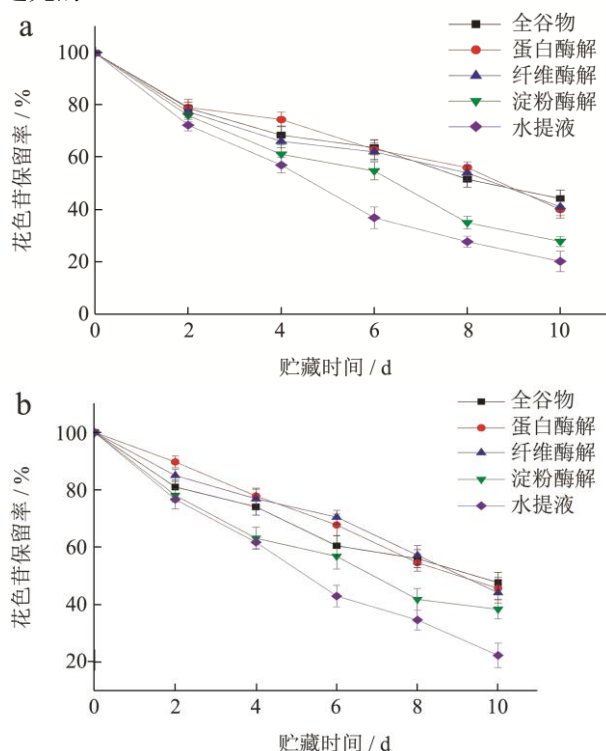 a
全谷物
蛋白酶解
纤维酶解
淀粉酶解
水提液
100
80
60
40
20
0
花色苷保留率 / %
0 2 4 6 8 10
贮藏时间 / d
b
全谷物
蛋白酶解
纤维酶解
淀粉酶解
水提液
100
80
60
40
20
花色苷保留率 / %
0 2 4 6 8 10
贮藏时间 / d